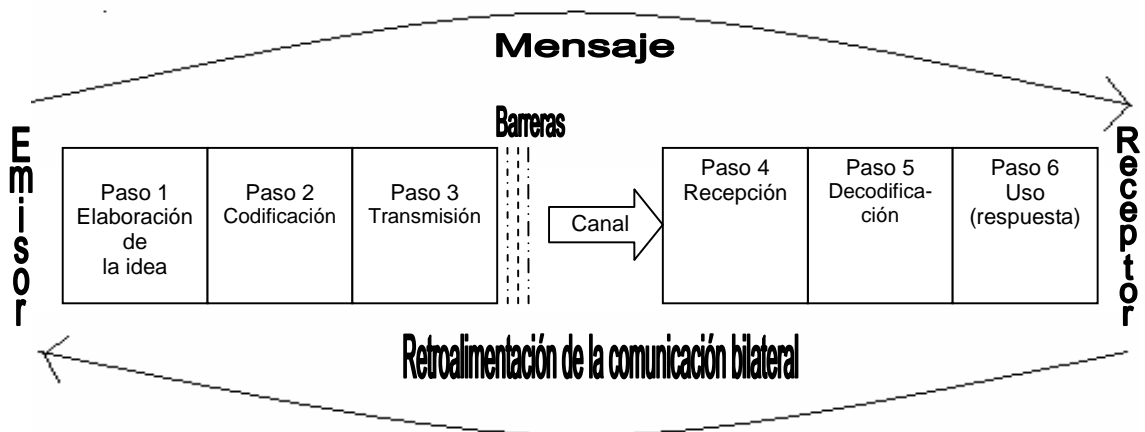 Mensaje
Barreras
Emisor
Paso 1
Elaboración
de
la idea
Paso 2
Codificación
Paso 3
Transmisión
Canal
Paso 4
Recepción
Paso 5
Decodifica-
ción
Paso 6
Uso
(respuesta)
Receptor
Retroalimentación de la comunicación bilateral